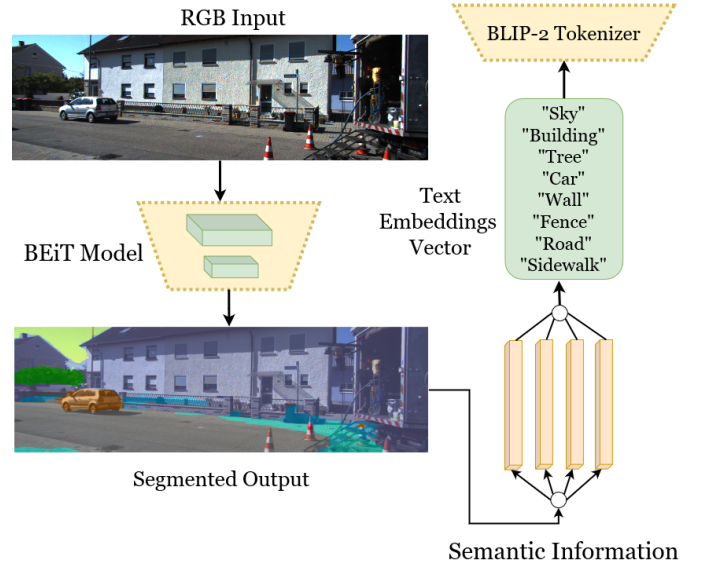 RGB Input
BEiT Model
Segmented Output
BLIP-2 Tokenizer
"Sky"
"Building"
"Tree"
"Car"
"Wall"
"Fence"
"Road"
"Sidewalk"
Text
Embeddings
Vector
Semantic Information